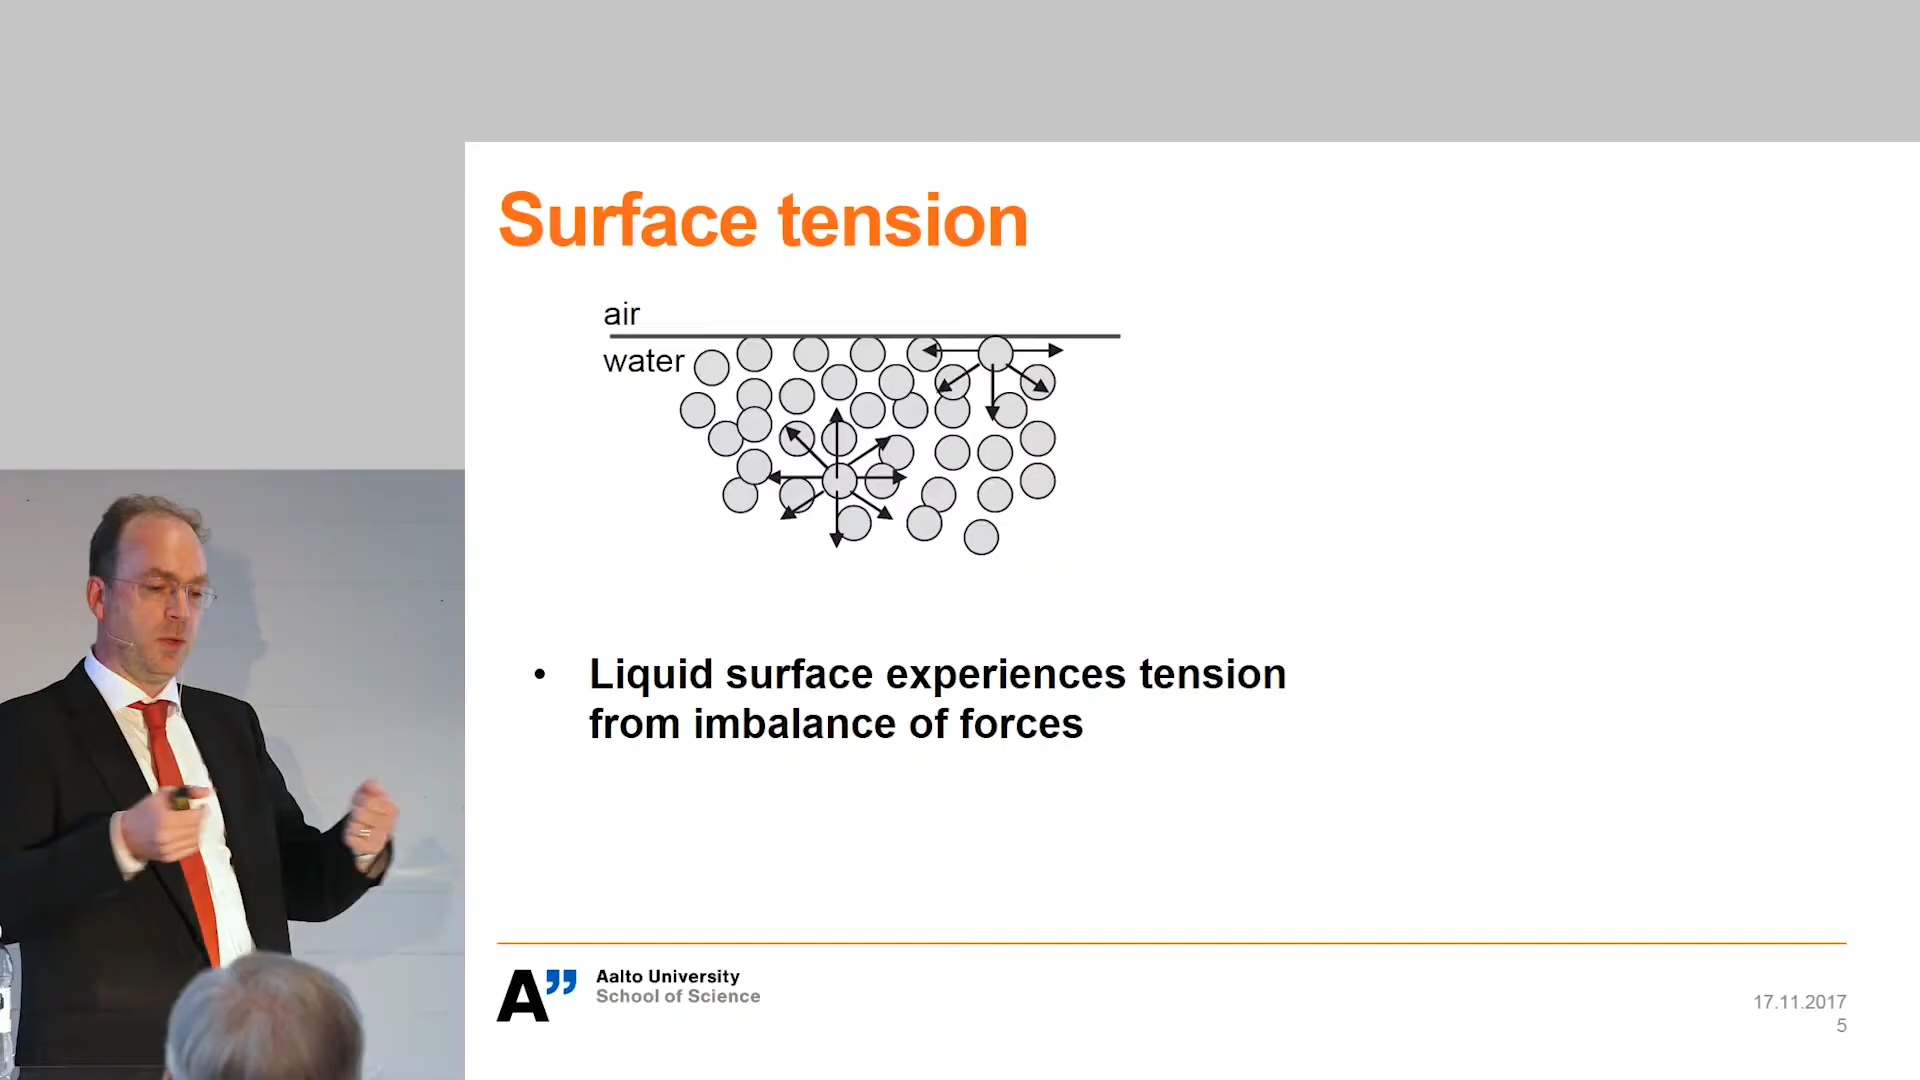 Surface tension
air
water
• Liquid surface experiences tension
from imbalance of forces
A”
Aalto University
School of Science
17.11.2017
5